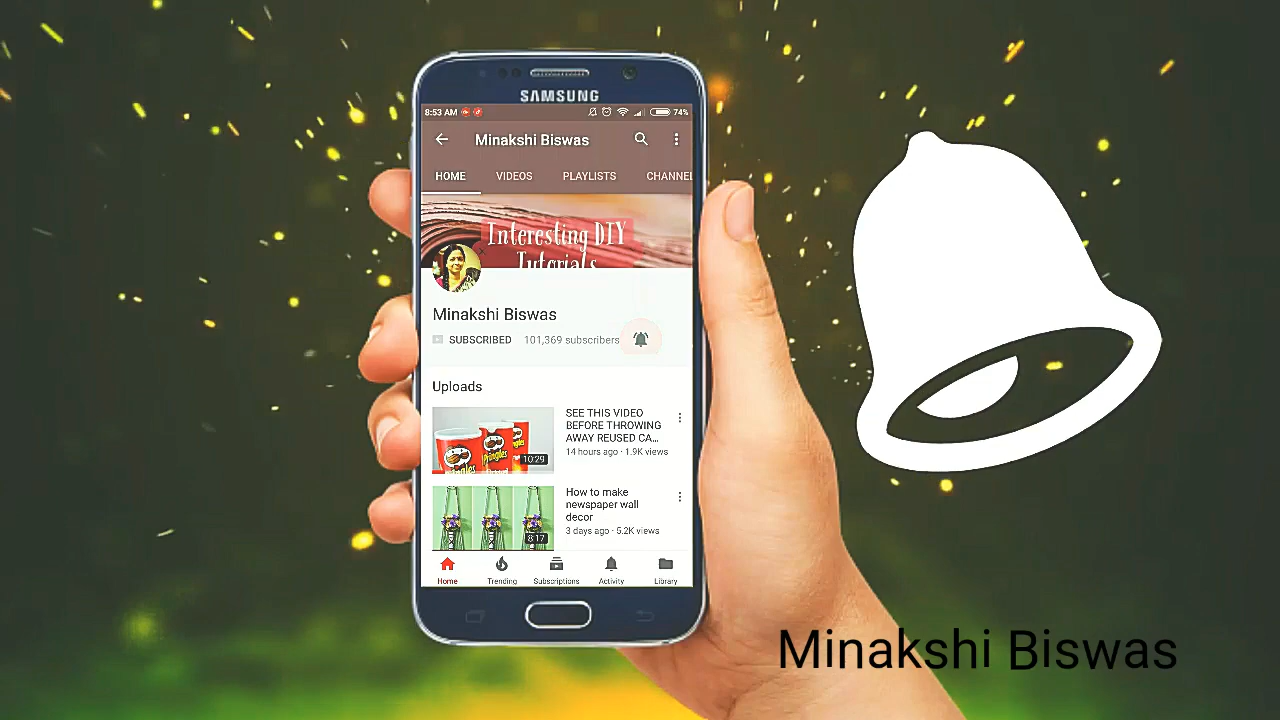 SAMSUNG
8:53 AM 74%
Minakshi Biswas
HOME VIDEOS PLAYLISTS CHANNEL
Interesting DIY
Tutorials
Minakshi Biswas
SUBSCRIBED 101,369 subscribers
Uploads
SEE THIS VIDEO
BEFORE THROWING
AWAY REUSED CA...
14 hours ago · 1.9K views
Pringles
10:29
How to make
newspaper wall
decor
3 days ago · 5.2K views
8:17
Home Trending Subscriptions Activity Library
Minakshi Biswas